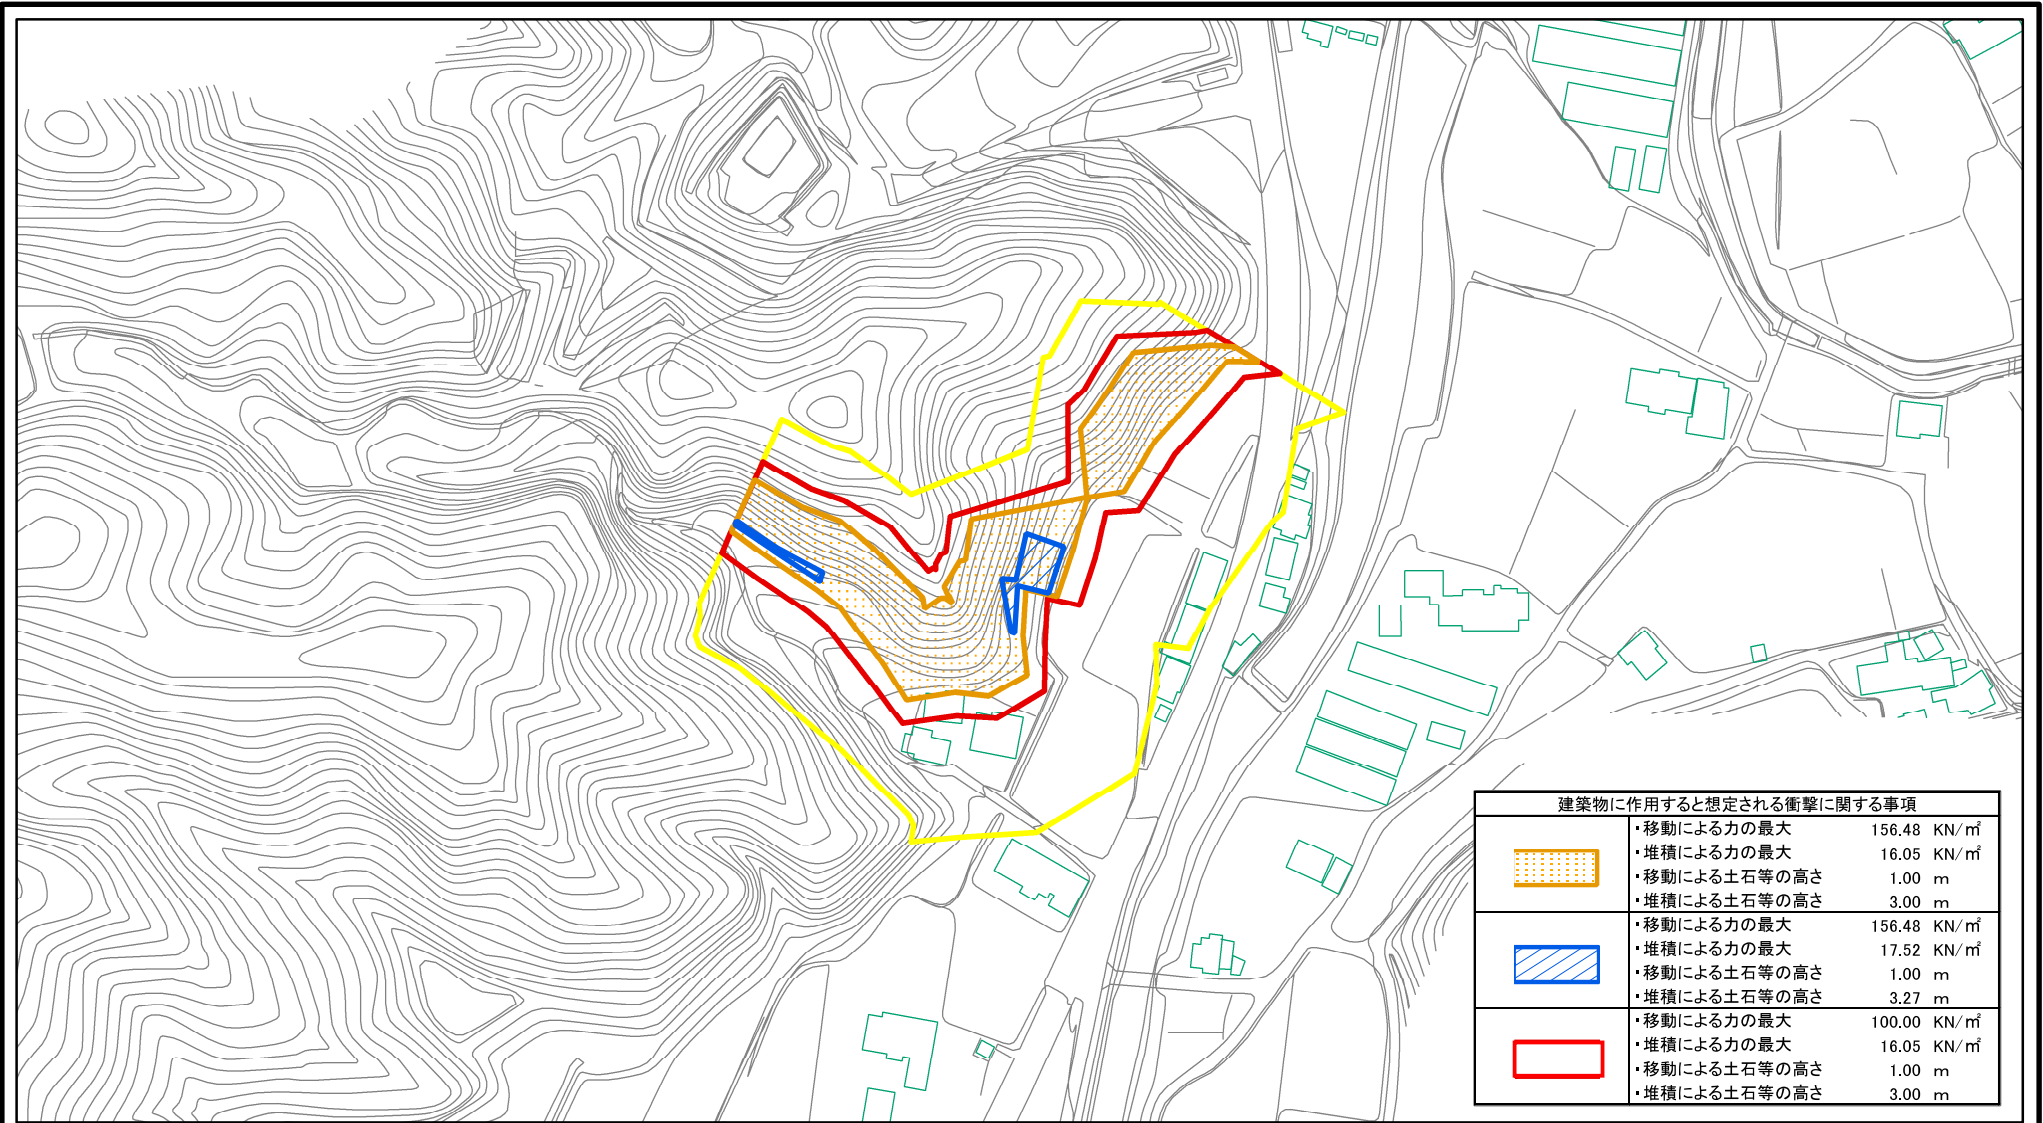 建築物に作用すると想定される衝撃に関する事項
・移動による力の最大 156.48 KN/㎡
・堆積による力の最大 16.05 KN/㎡
・移動による土石等の高さ 1.00 m
・堆積による土石等の高さ 3.00 m
・移動による力の最大 156.48 KN/㎡
・堆積による力の最大 17.52 KN/㎡
・移動による土石等の高さ 1.00 m
・堆積による土石等の高さ 3.27 m
・移動による力の最大 100.00 KN/㎡
・堆積による力の最大 16.05 KN/㎡
・移動による土石等の高さ 1.00 m
・堆積による土石等の高さ 3.00 m